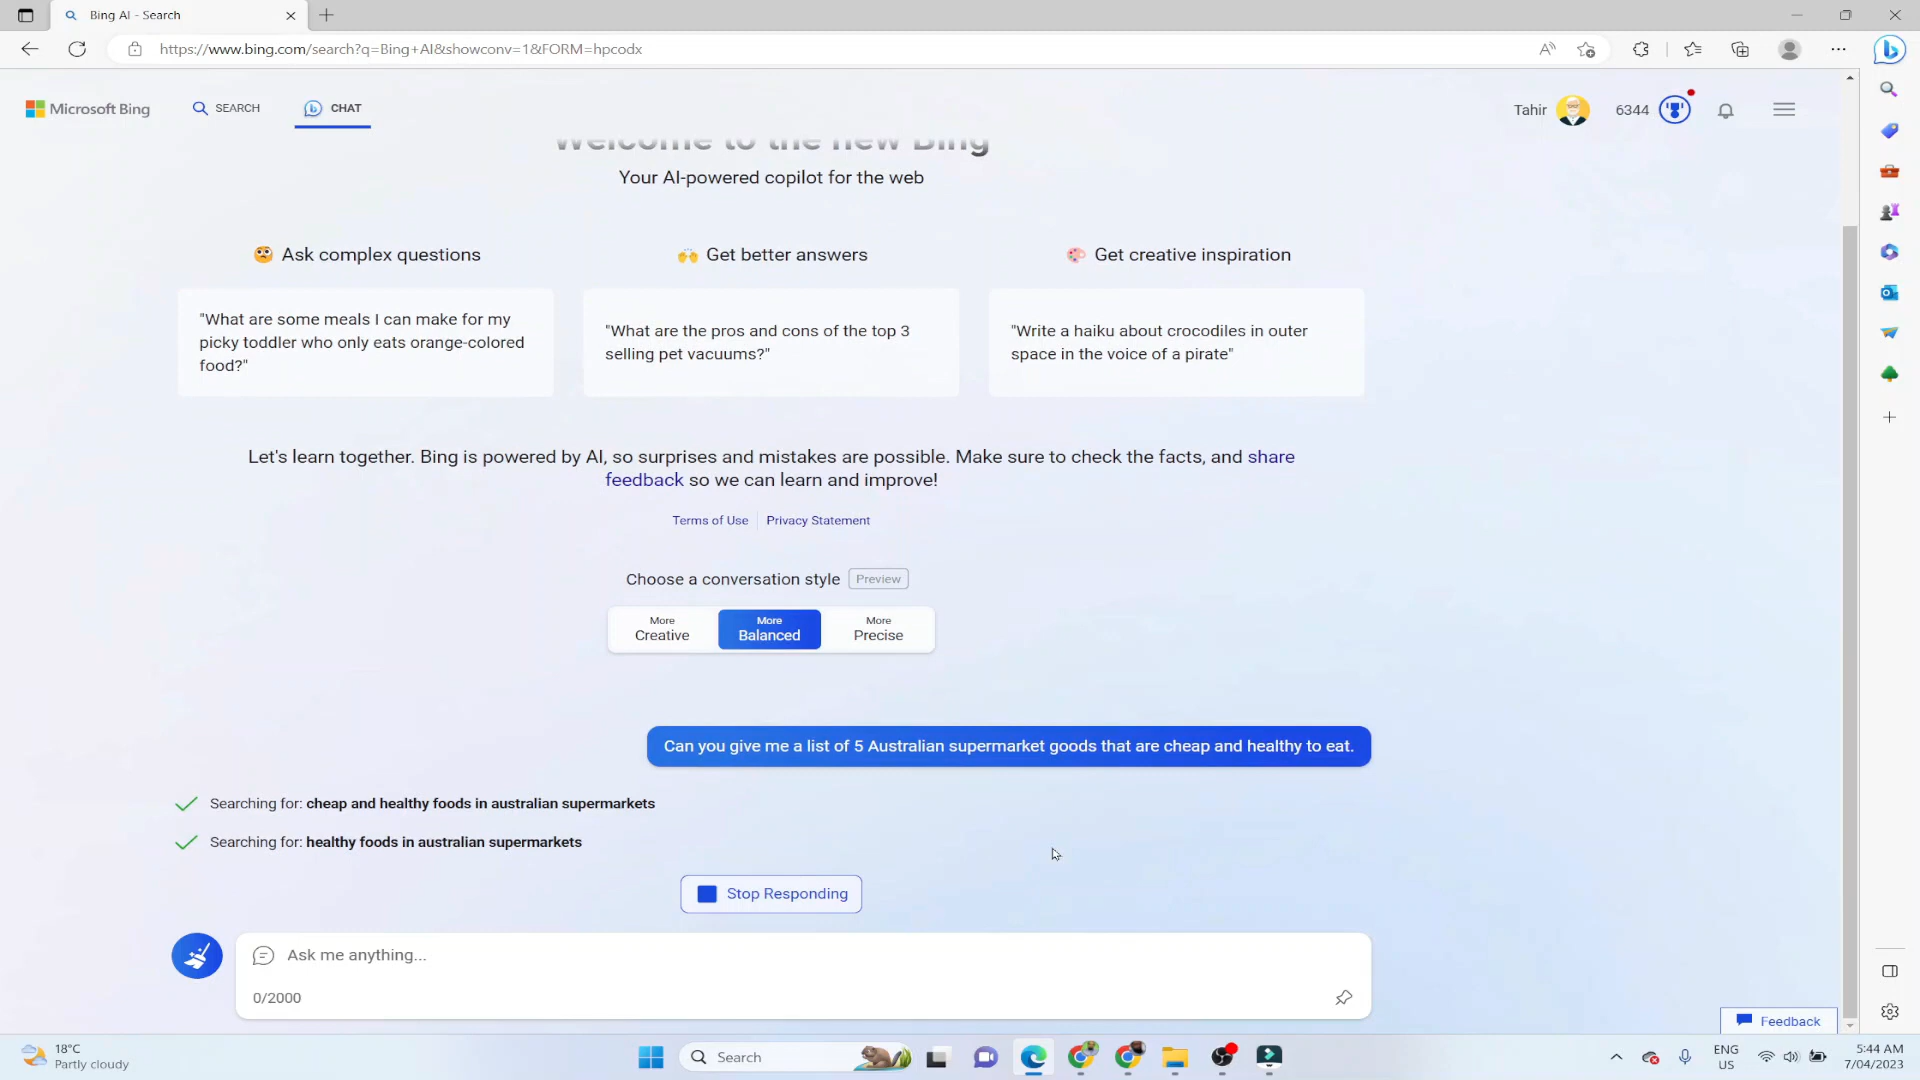 Bing AI - Search
https://www.bing.com/search?q=Bing+AI&showconv=1&FORM=hpcodx
Microsoft Bing
SEARCH
CHAT
Tahir
6344
Welcome to the new Bing
Your AI-powered copilot for the web
Ask complex questions
Get better answers
Get creative inspiration
"What are some meals I can make for my
picky toddler who only eats orange-colored
food?"
"What are the pros and cons of the top 3
selling pet vacuums?"
"Write a haiku about crocodiles in outer
space in the voice of a pirate"
Let's learn together. Bing is powered by AI, so surprises and mistakes are possible. Make sure to check the facts, and share
feedback so we can learn and improve!
Terms of Use
Privacy Statement
Choose a conversation style
Preview
More
Creative
More
Balanced
More
Precise
Can you give me a list of 5 Australian supermarket goods that are cheap and healthy to eat.
Searching for: cheap and healthy foods in australian supermarkets
Searching for: healthy foods in australian supermarkets
Stop Responding
Ask me anything...
0/2000
Feedback
18°C
Partly cloudy
Search
ENG
US
5:44 AM
7/04/2023